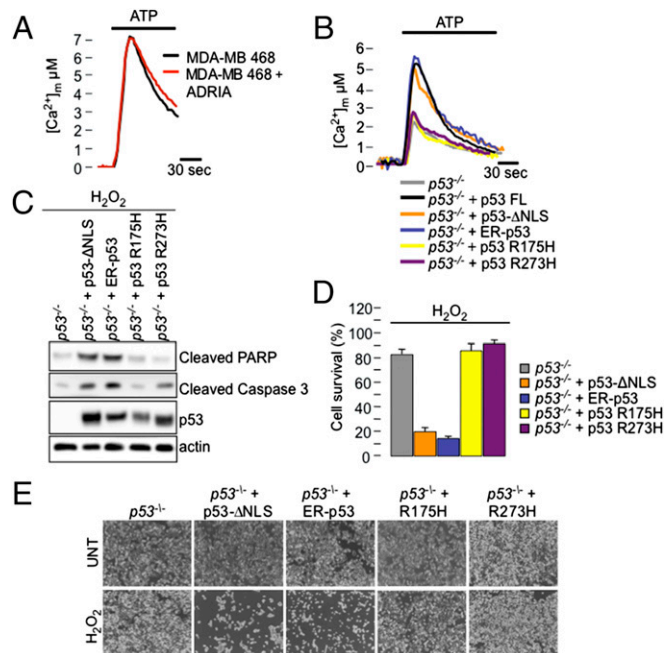 A
ATP
[Ca²⁺]m µM
7
6
5
4
3
2
1
0
MDA-MB 468
MDA-MB 468 +
ADRIA
30 sec
B
ATP
[Ca²⁺]m µM
6
5
4
3
2
1
0
30 sec
p53-/-
p53-/- + p53 FL
p53-/- + p53-ΔNLS
p53-/- + ER-p53
p53-/- + p53 R175H
p53-/- + p53 R273H
C
H₂O₂
p53-/-
p53-/- + p53-ΔNLS
p53-/- + ER-p53
p53-/- + p53 R175H
p53-/- + p53 R273H
Cleaved PARP
Cleaved Caspase 3
p53
actin
D
H₂O₂
Cell survival (%)
120
100
80
60
40
20
0
p53-/-
p53-/- + p53-ΔNLS
p53-/- + ER-p53
p53-/- + p53 R175H
p53-/- + p53 R273H
E
p53-/-
p53-/- +
p53-ΔNLS
p53-/- +
ER-p53
p53-/- +
R175H
p53-/- +
R273H
UNT
H₂O₂